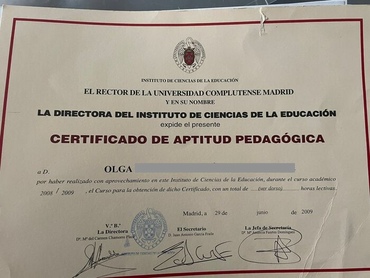 INSTITUTO DE CIENCIAS DE LA EDUCACIÓN
EL RECTOR DE LA UNIVERSIDAD COMPLUTENSE MADRID
Y EN SU NOMBRE
LA DIRECTORA DEL INSTITUTO DE CIENCIAS DE LA EDUCACIÓN
expide el presente
CERTIFICADO DE APTITUD PEDAGÓGICA
a D. OLGA
por haber realizado con aprovechamiento en este Instituto de Ciencias de la Educación, durante el curso académico
2008 / 2009 , el Curso para la obtención de dicho Certificado, con un total de horas lectivas.
Madrid, a 29 de junio de 2009
V.º B.º
La Directora
El Secretario
La Jefa de Secretaría